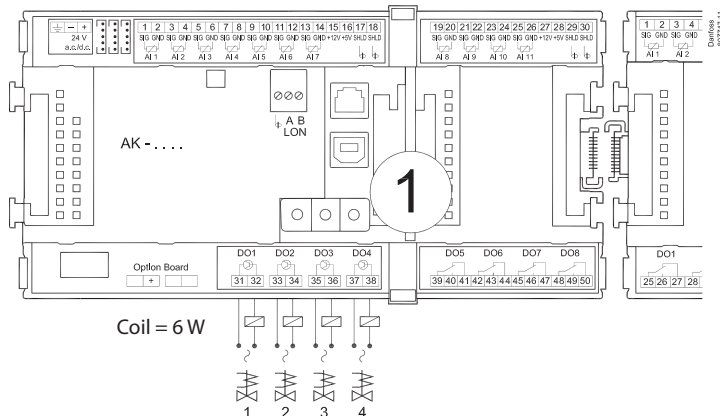 24 V
a.c./d.c.
1 2 3 4 5 6 7 8 9 10 11 12 13 14 15 16 17 18
SIG GND SIG GND SIG GND SIG GND SIG GND SIG GND SIG GND +12V +5V SHLD SHLD
AI 1 AI 2 AI 3 AI 4 AI 5 AI 6 AI 7
19 20 21 22 23 24 25 26 27 28 29 30
SIG GND SIG GND SIG GND SIG GND +12V +5V SHLD SHLD
AI 8 AI 9 AI 10 AI 11
1 2 3 4
SIG GND SIG GND
AI 1 AI 2
Danfoss
A B
LON
AK - . . . .
1
Option Board
DO1 DO2 DO3 DO4
31 32 33 34 35 36 37 38
DO5 DO6 DO7 DO8
39 40 41 42 43 44 45 46 47 48 49 50
DO1
25 26 27 28
Coil = 6 W
1 2 3 4